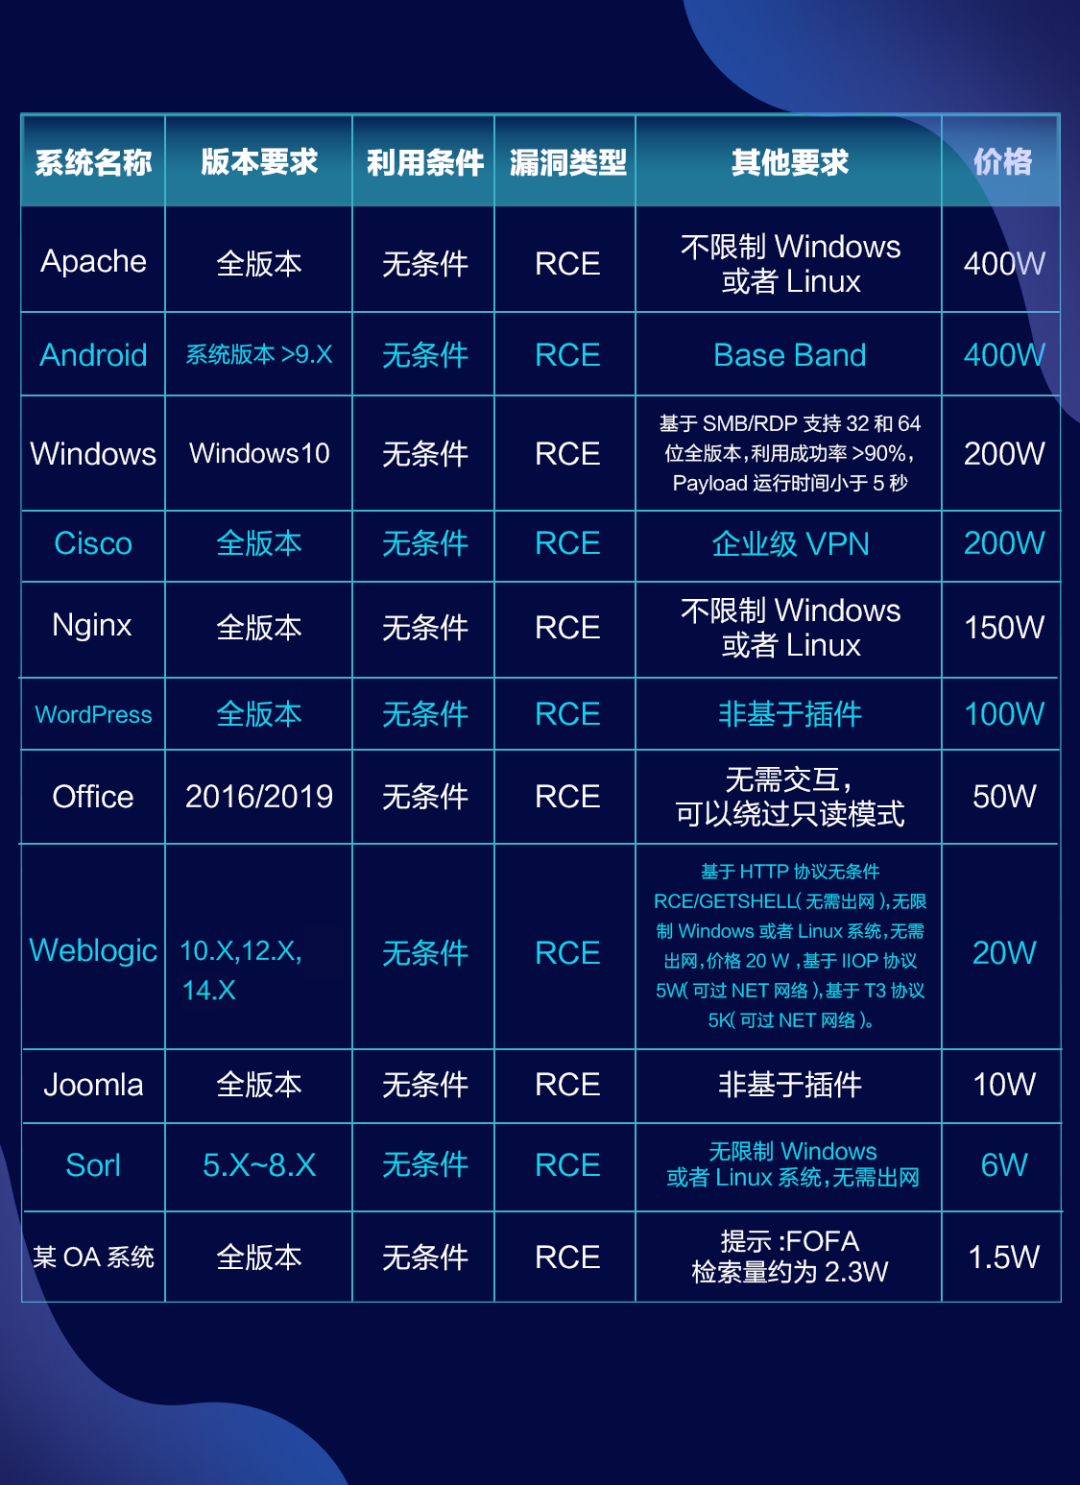 系统名称 版本要求 利用条件 漏洞类型 其他要求 价格
Apache 全版本 无条件 RCE 不限制 Windows
或者 Linux 400W
Android 系统版本 >9.X 无条件 RCE Base Band 400W
Windows Windows10 无条件 RCE 基于 SMB/RDP 支持 32 和 64
位全版本,利用成功率 >90%,
Payload 运行时间小于 5 秒 200W
Cisco 全版本 无条件 RCE 企业级 VPN 200W
Nginx 全版本 无条件 RCE 不限制 Windows
或者 Linux 150W
WordPress 全版本 无条件 RCE 非基于插件 100W
Office 2016/2019 无条件 RCE 无需交互,
可以绕过只读模式 50W
Weblogic 10.X,12.X,
14.X 无条件 RCE 基于 HTTP 协议无条件
RCE/GETSHELL( 无需出网 ),无限
制 Windows 或者 Linux 系统,无需
出网,价格 20 W ,基于 IIOP 协议
5W( 可过 NET 网络 ),基于 T3 协议
5K( 可过 NET 网络 )。 20W
Joomla 全版本 无条件 RCE 非基于插件 10W
Sorl 5.X~8.X 无条件 RCE 无限制 Windows
或者 Linux 系统,无需出网 6W
某 OA 系统 全版本 无条件 RCE 提示 :FOFA
检索量约为 2.3W 1.5W